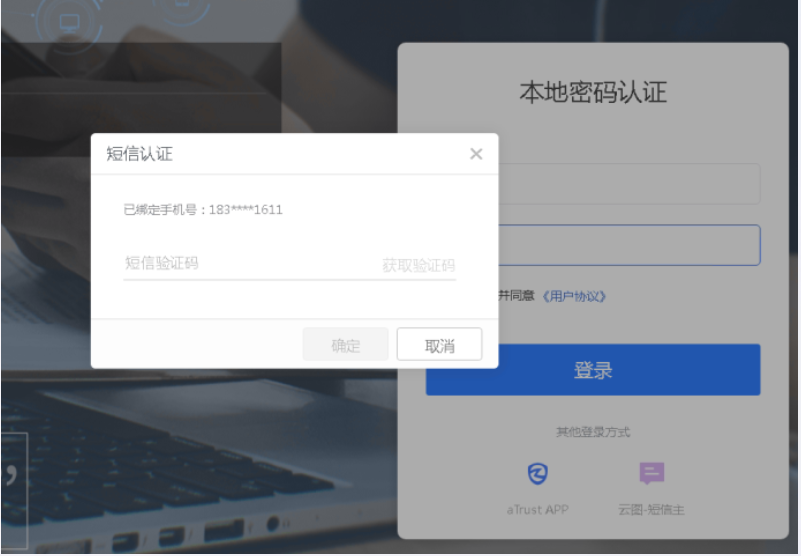 本地密码认证
短信认证
已绑定手机号：183****1611
短信验证码 获取验证码
并同意 《用户协议》
确定 取消
登录
其他登录方式
aTrust APP 云图-短信主